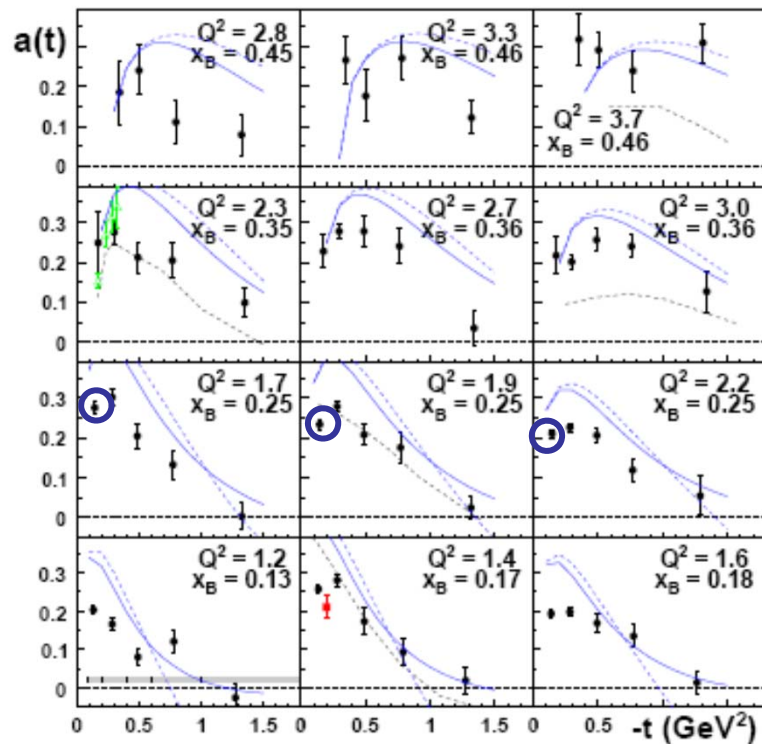 a(t)
Q² = 2.8
x_B = 0.45
Q² = 3.3
x_B = 0.46
Q² = 3.7
x_B = 0.46
0.3
0.2
0.1
0
Q² = 2.3
x_B = 0.35
Q² = 2.7
x_B = 0.36
Q² = 3.0
x_B = 0.36
0.3
0.2
0.1
0
Q² = 1.7
x_B = 0.25
Q² = 1.9
x_B = 0.25
Q² = 2.2
x_B = 0.25
0.3
0.2
0.1
0
Q² = 1.2
x_B = 0.13
Q² = 1.4
x_B = 0.17
Q² = 1.6
x_B = 0.18
0.3
0.2
0.1
0
0 0.5 1 1.5 0 0.5 1 1.5 0 0.5 -t (GeV²)